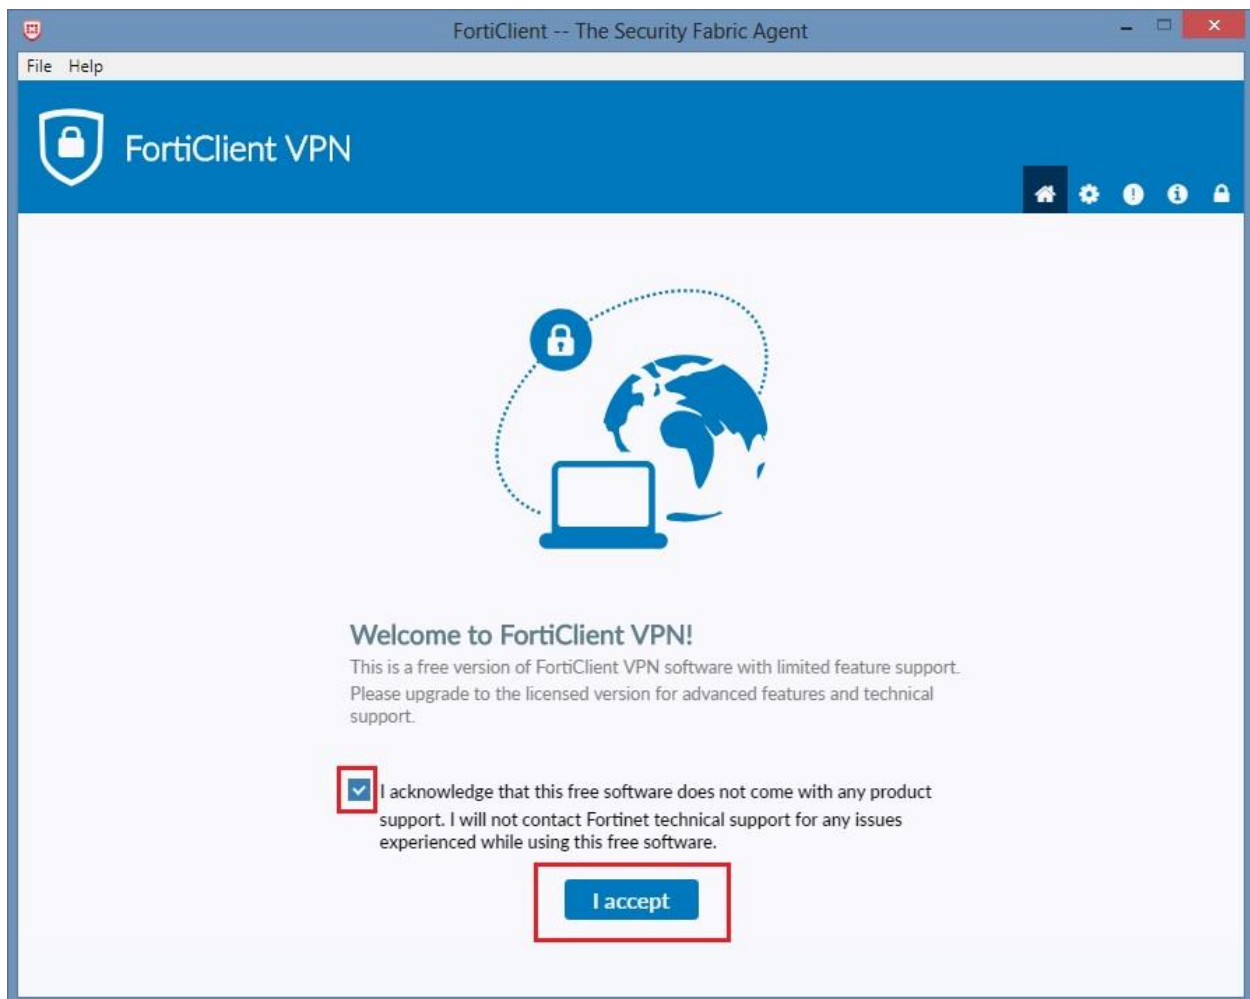 FortiClient -- The Security Fabric Agent
File Help
FortiClient VPN
Welcome to FortiClient VPN!
This is a free version of FortiClient VPN software with limited feature support.
Please upgrade to the licensed version for advanced features and technical
support.
I acknowledge that this free software does not come with any product
support. I will not contact Fortinet technical support for any issues
experienced while using this free software.
I accept